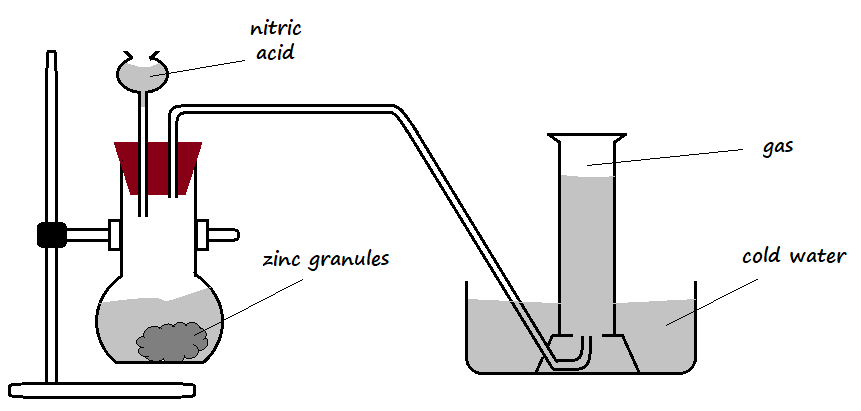 nitric
acid
gas
cold water
zinc granules